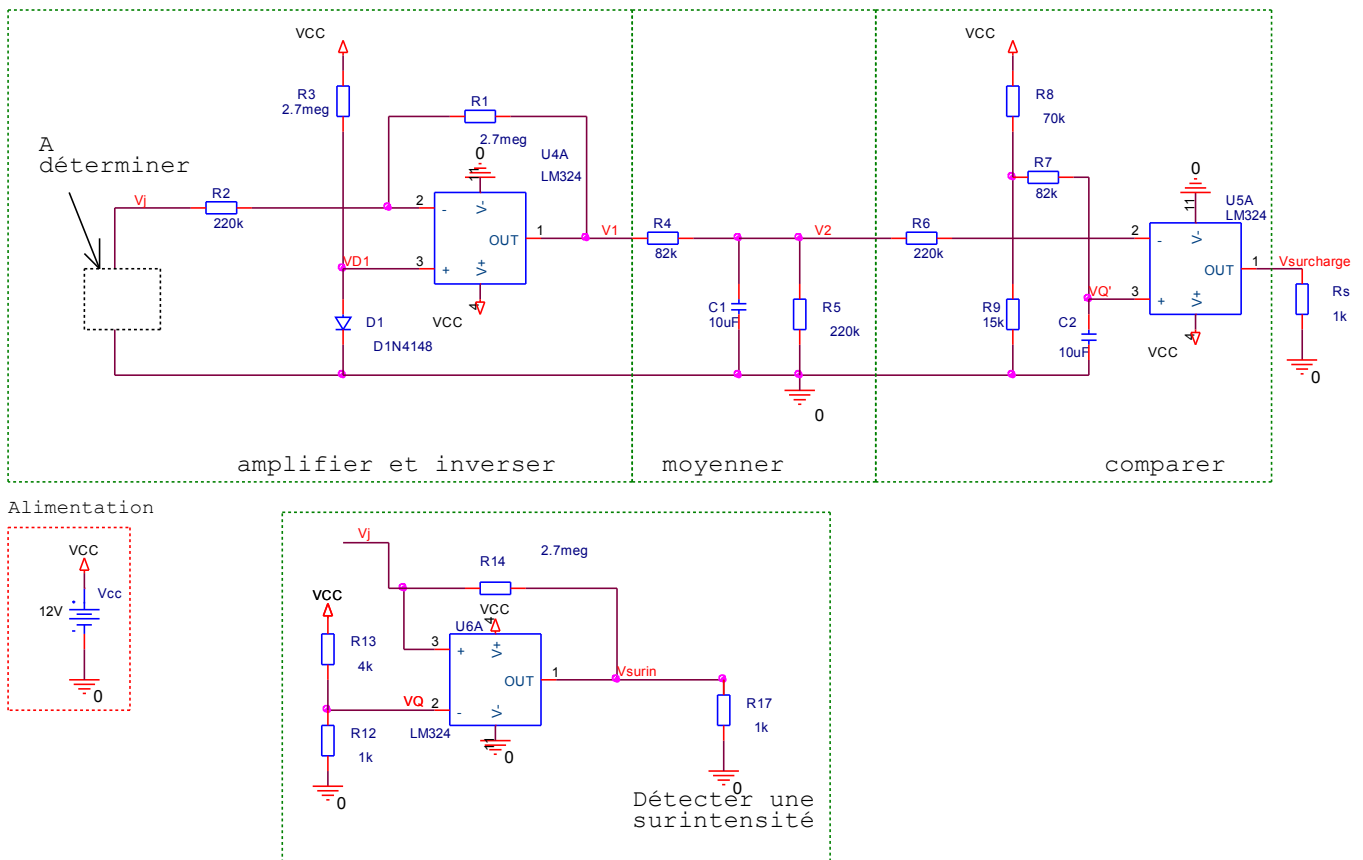 VCC
R3
2.7meg
R1
2.7meg
A
déterminer
Vj
R2
220k
VD1
D1
D1N4148
0
11
U4A
LM324
2
-
V-
OUT
1
3
+
V+
4
VCC
V1
R4
82k
V2
C1
10uF
R5
220k
0
R6
220k
VCC
R8
70k
R7
82k
R9
15k
VQ'
C2
10uF
0
11
U5A
LM324
2
-
V-
OUT
1
3
+
V+
4
VCC
Vsurcharge
Rs
1k
0
amplifier et inverser
moyenner
comparer
Alimentation
VCC
Vcc
12V
0
Vj
R14
2.7meg
VCC
R13
4k
VQ
R12
1k
0
VCC
4
U6A
3
+
V+
OUT
1
2
-
V-
LM324
11
0
Vsurin
R17
1k
0
Détecter une
surintensité